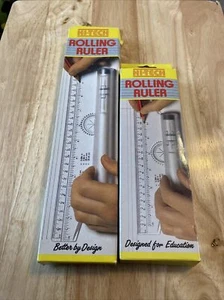 HI-TECH
ROLLING
RULER
Better by Design
HI-TECH
ROLLING
RULER
Designed for Education